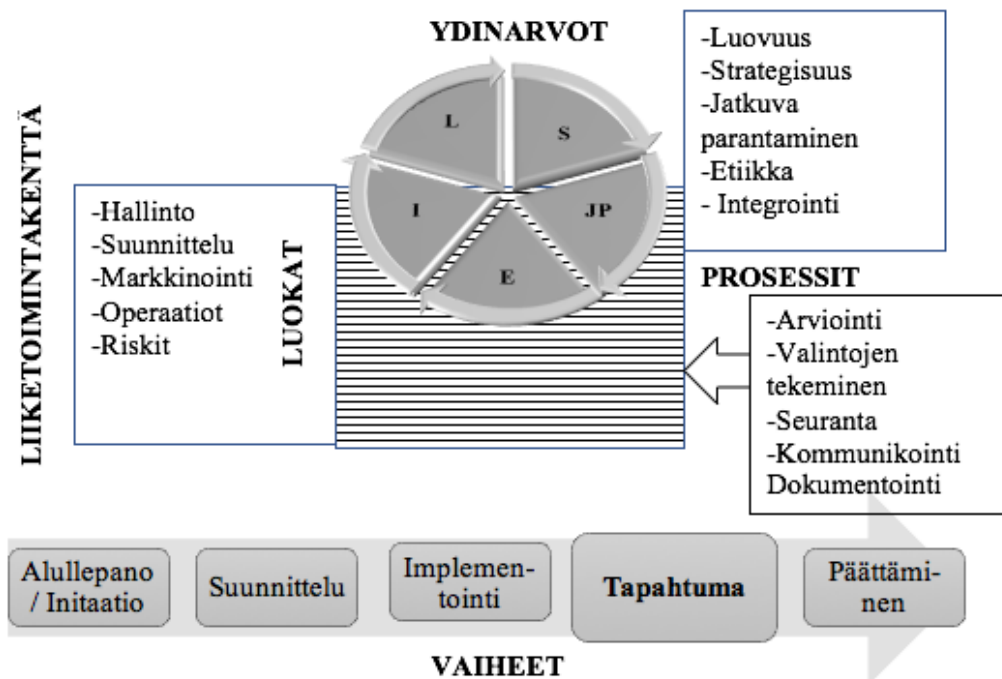 YDINARVOT
-Luovuus
-Strategisuus
-Jatkuva
parantaminen
-Etiikka
- Integrointi
L
S
I
JP
E
LIIKETOIMINTAKENTTÄ
-Hallinto
-Suunnittelu
-Markkinointi
-Operaatiot
-Riskit
LUOKAT
PROSESSIT
-Arviointi
-Valintojen
tekeminen
-Seuranta
-Kommunikointi
Dokumentointi
Alullepano
/ Initaatio
Suunnittelu
Implemen-
tointi
Tapahtuma
Päättämi-
nen
VAIHEET